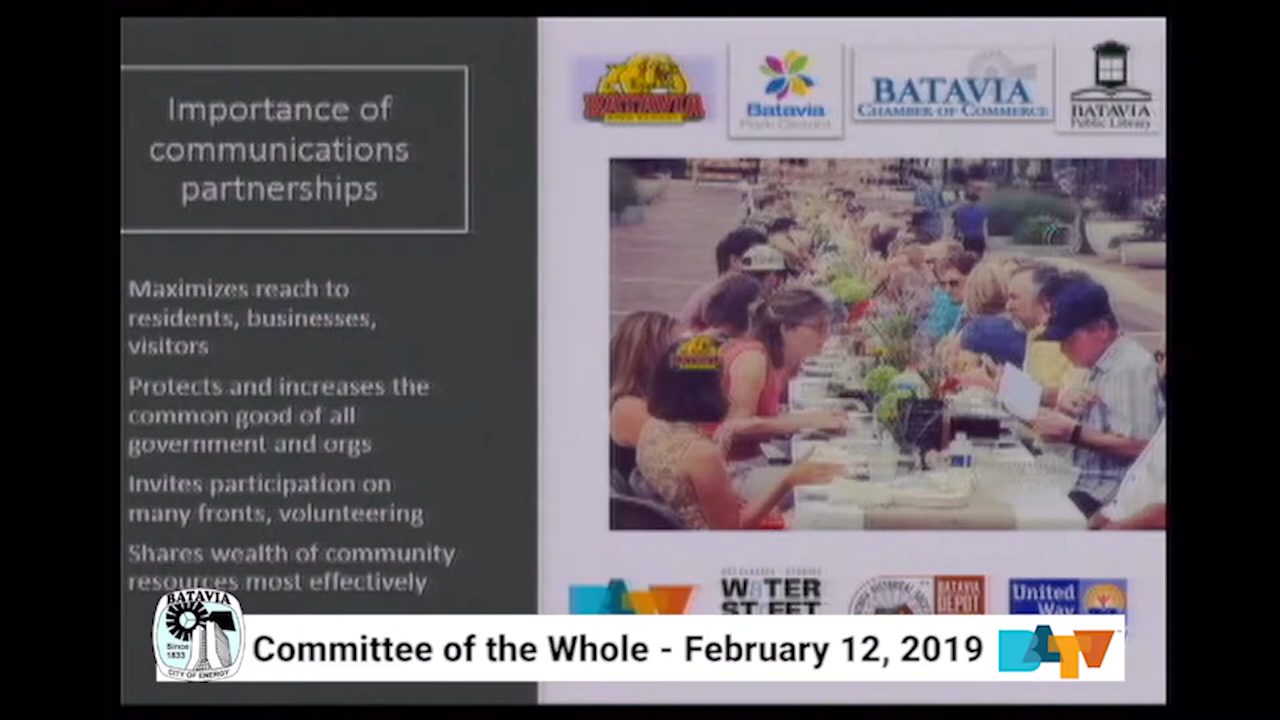 Importance of
communications
partnerships
Maximizes reach to
residents, businesses,
visitors
Protects and increases the
common good of all
government and orgs
Invites participation on
many fronts, volunteering
Shares wealth of community
resources most effectively
BATAVIA
Batavia
BATAVIA
CHAMBER OF COMMERCE
BATAVIA
Public Library
WATER
STREET
BATAVIA
DEPOT
United
Way
BATAVIA
Since
1833
CITY OF ENERGY
Committee of the Whole - February 12, 2019
BATV